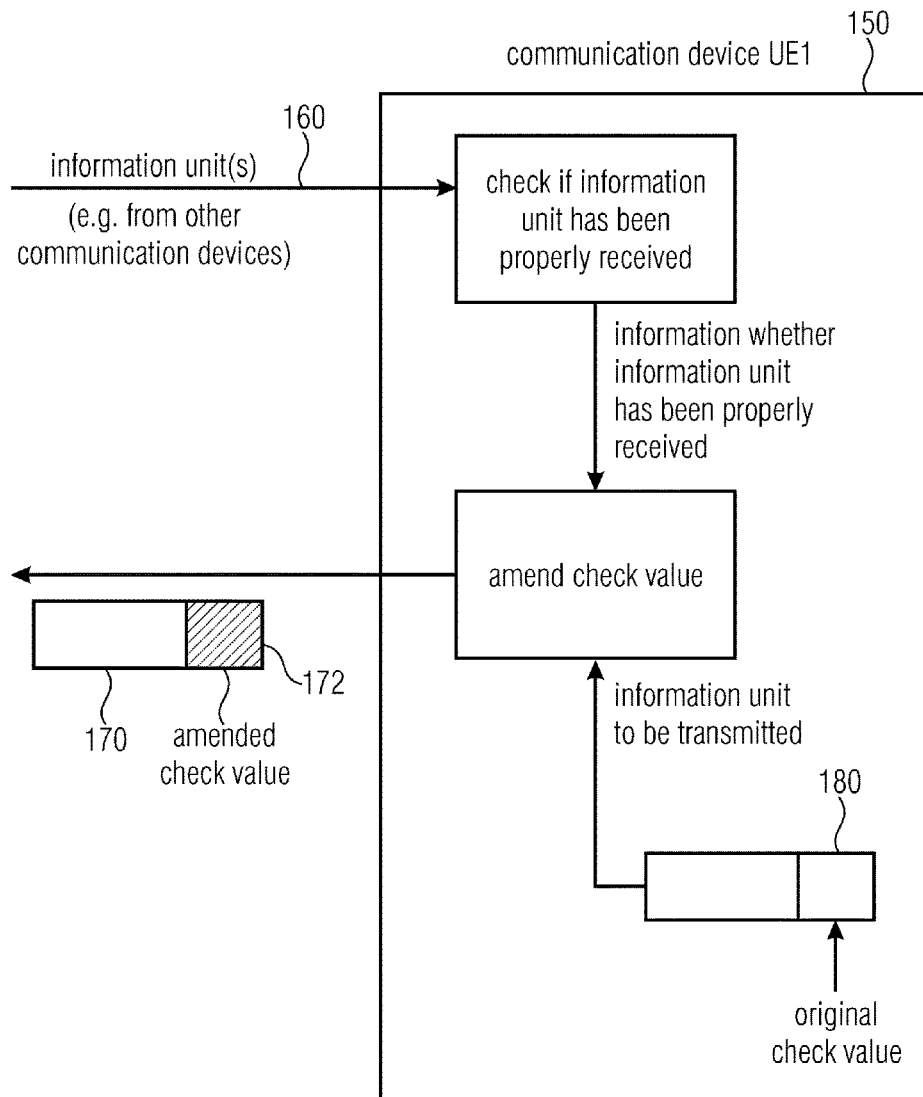 150
communication device UE1
160
information unit(s)
(e.g. from other
communication devices)
check if information
unit has been
properly received
information whether
information unit
has been properly
received
amend check value
172
170
amended
check value
information unit
to be transmitted
180
original
check value